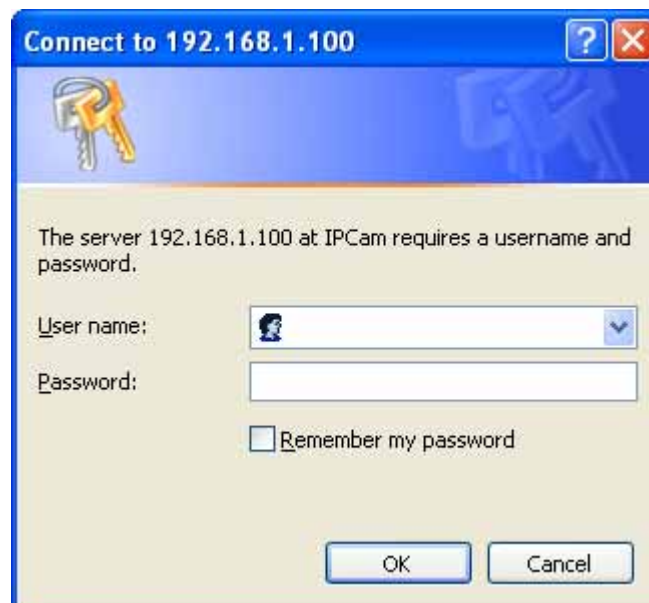 Connect to 192.168.1.100
The server 192.168.1.100 at IPCam requires a username and
password.
User name:
Password:
Remember my password
OK
Cancel